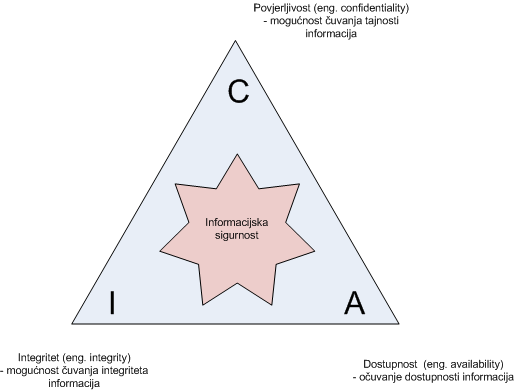 Povjerljivost (eng. confidentiality)
- mogućnost čuvanja tajnosti
informacija
C
Informacijska
sigurnost
I
A
Integritet (eng. integrity)
- mogućnost čuvanja integriteta
informacija
Dostupnost (eng. availability)
- očuvanje dostupnosti informacija